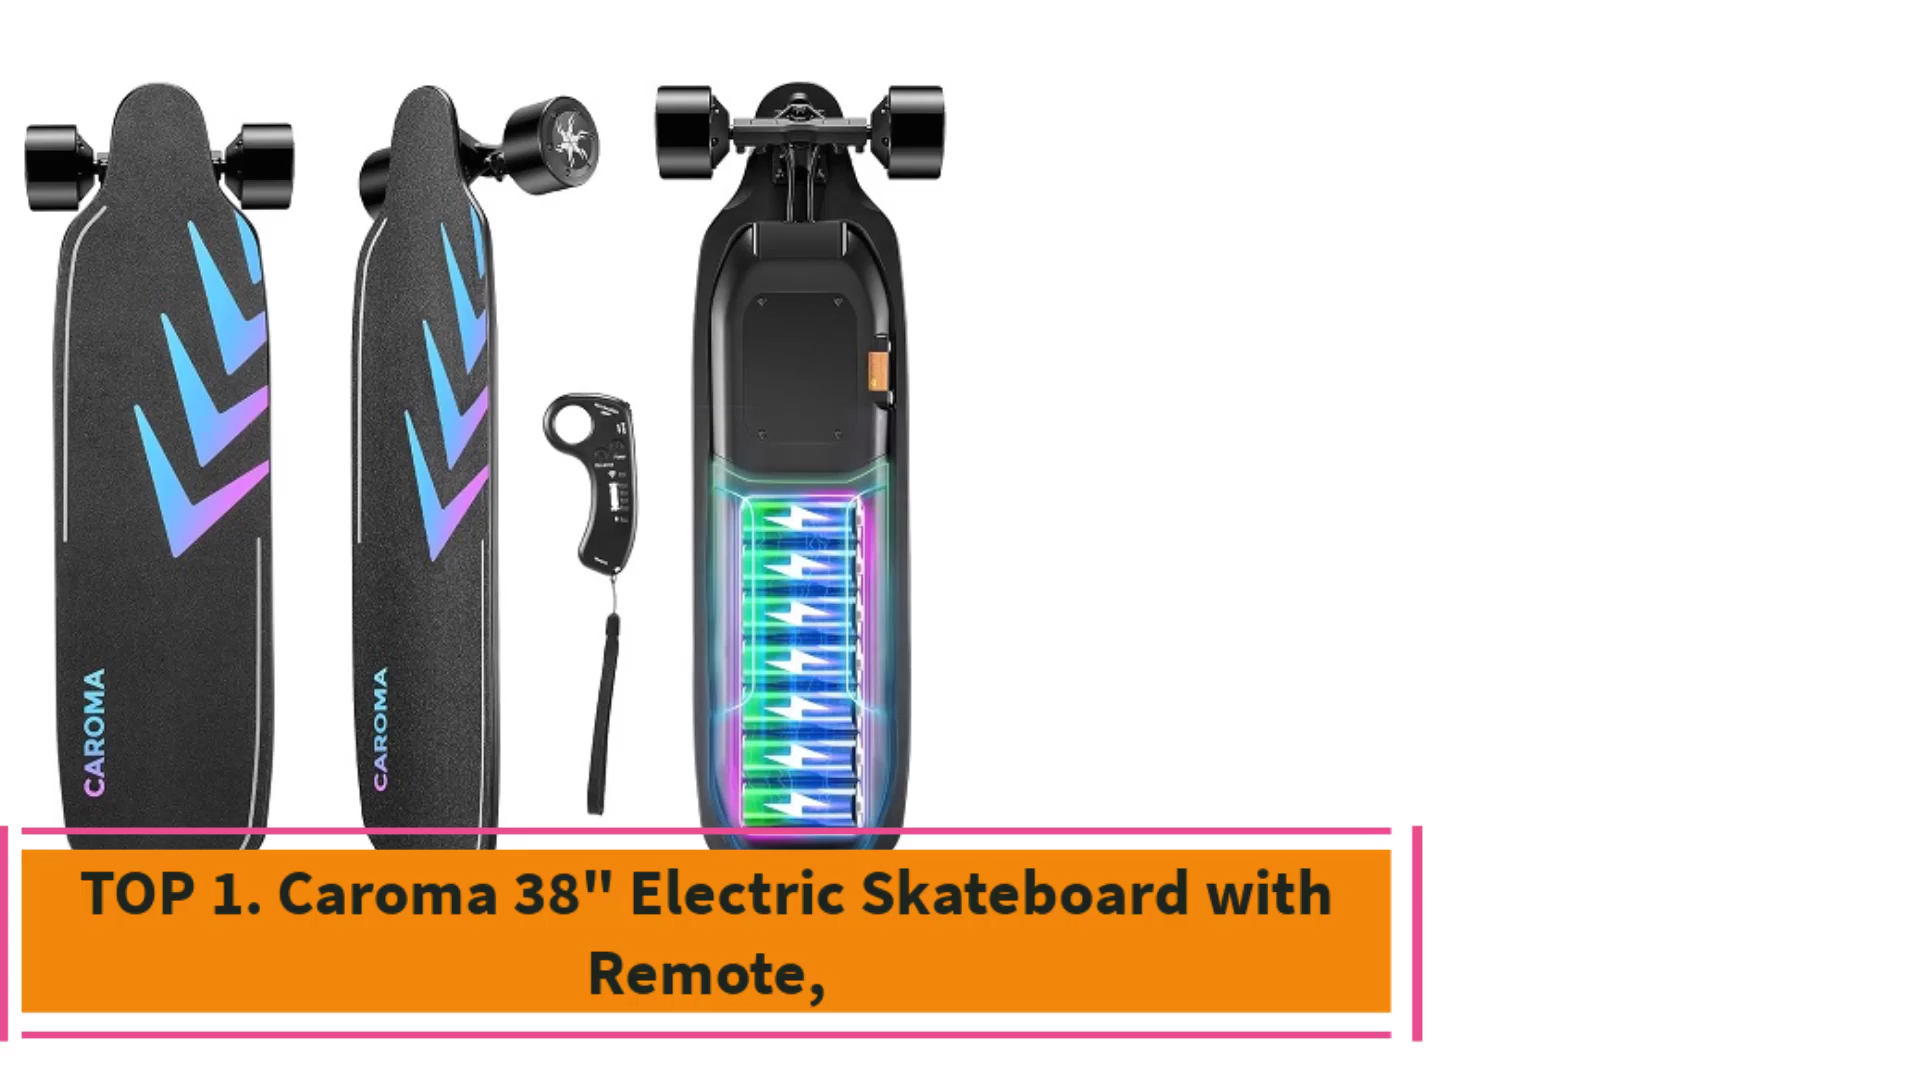 CAROMA
CAROMA
TOP 1. Caroma 38" Electric Skateboard with
Remote,